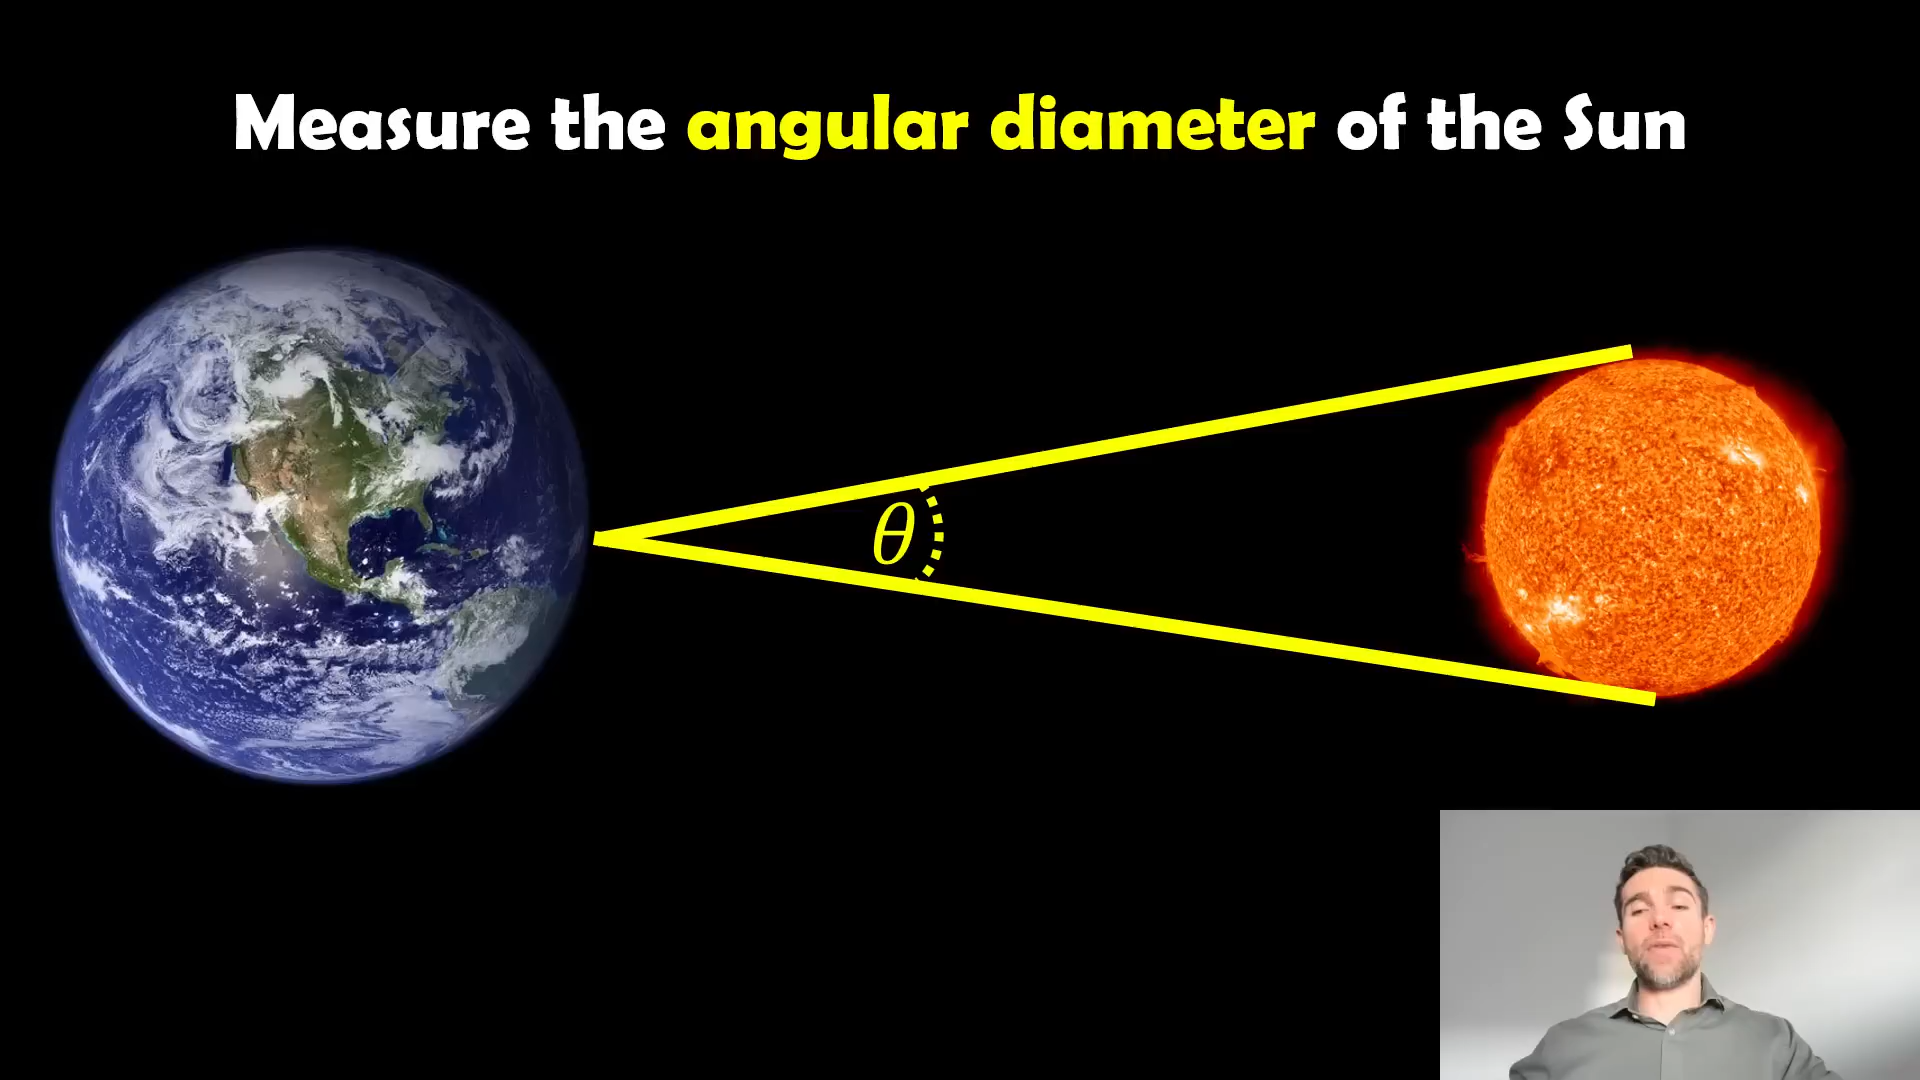 Measure the angular diameter of the Sun
θ